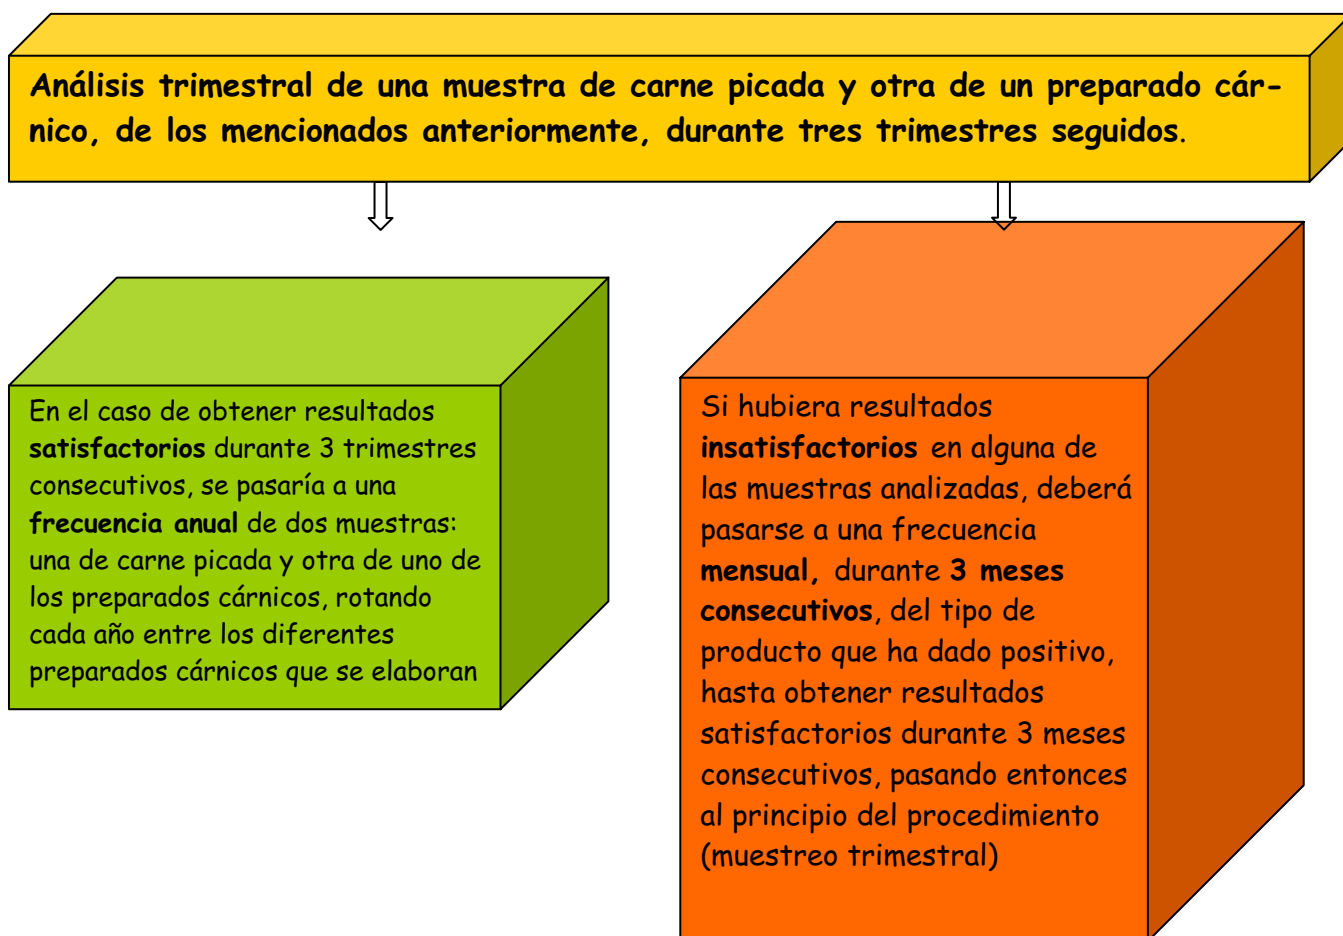 Análisis trimestral de una muestra de carne picada y otra de un preparado cár-
nico, de los mencionados anteriormente, durante tres trimestres seguidos.
En el caso de obtener resultados
satisfactorios durante 3 trimestres
consecutivos, se pasaría a una
frecuencia anual de dos muestras:
una de carne picada y otra de uno de
los preparados cárnicos, rotando
cada año entre los diferentes
preparados cárnicos que se elaboran
Si hubiera resultados
insatisfactorios en alguna de
las muestras analizadas, deberá
pasarse a una frecuencia
mensual, durante 3 meses
consecutivos, del tipo de
producto que ha dado positivo,
hasta obtener resultados
satisfactorios durante 3 meses
consecutivos, pasando entonces
al principio del procedimiento
(muestreo trimestral)